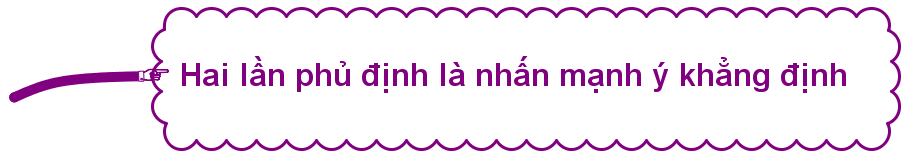 Hai lần phủ định là nhấn mạnh ý khẳng định